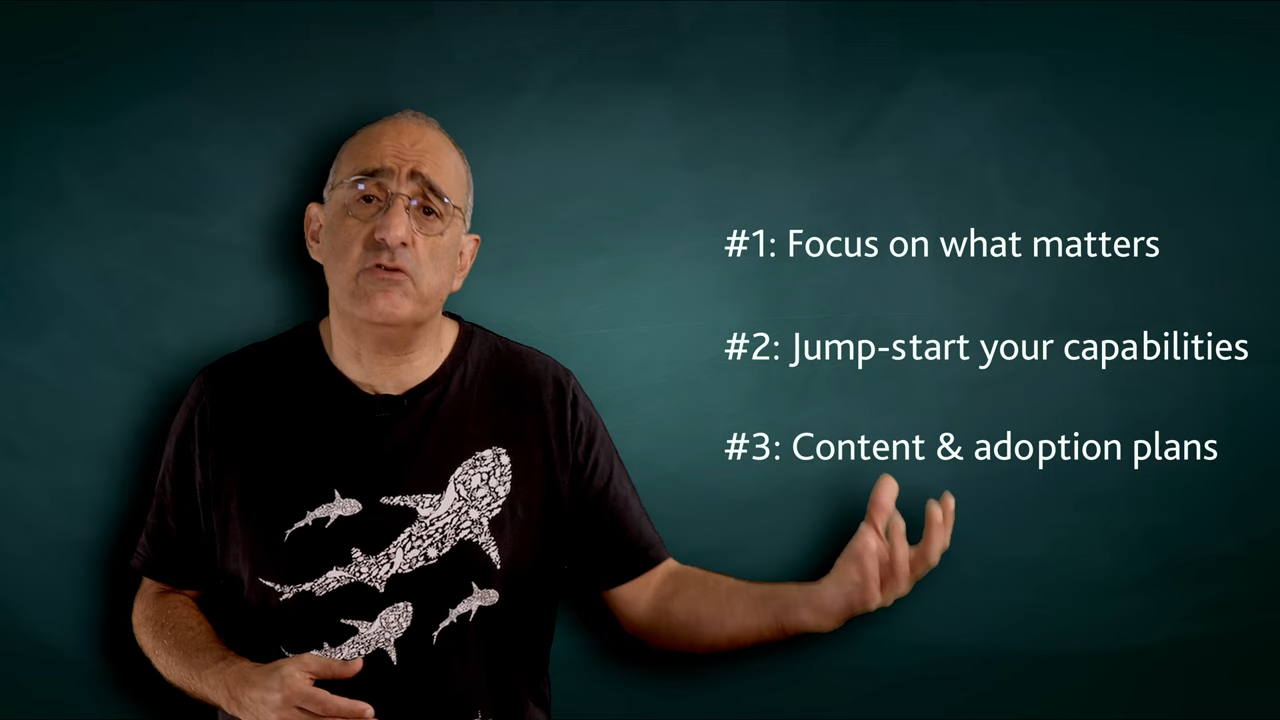 #1: Focus on what matters
#2: Jump-start your capabilities
#3: Content & adoption plans